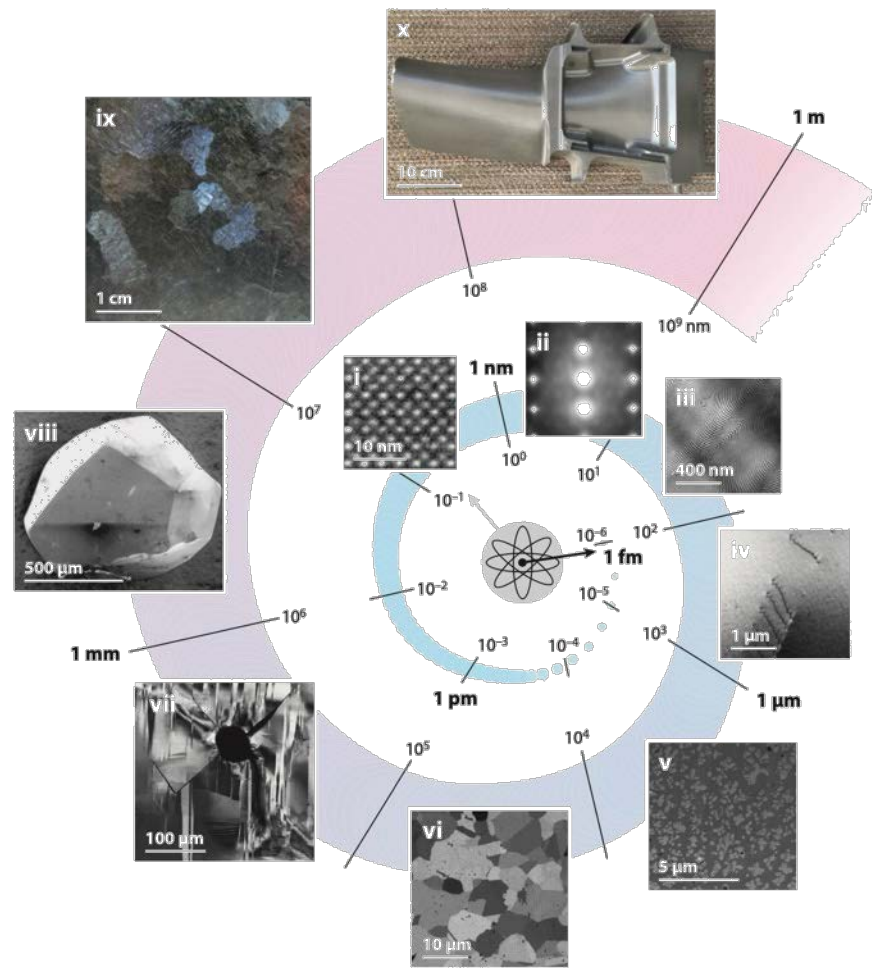 x
10 cm
ix
1 cm
1 m
10⁸
10⁹ nm
ii
1 nm
i
10 nm
iii
400 nm
10⁷
viii
500 µm
10⁰
10¹
10⁻¹
10⁻⁶
10²
1 fm
iv
1 µm
10⁻²
10⁻⁵
10⁶
1 mm
10⁻³
10⁻⁴
10³
1 pm
1 µm
vii
100 µm
10⁵
10⁴
v
5 µm
vi
10 µm